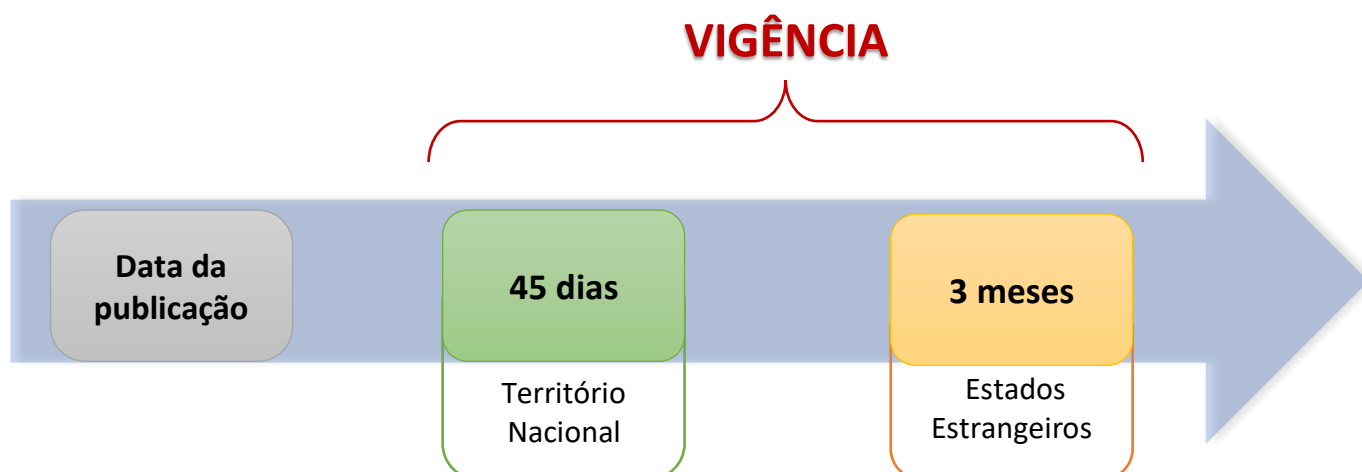 VIGÊNCIA
Data da
publicação
45 dias
3 meses
Território
Nacional
Estados
Estrangeiros